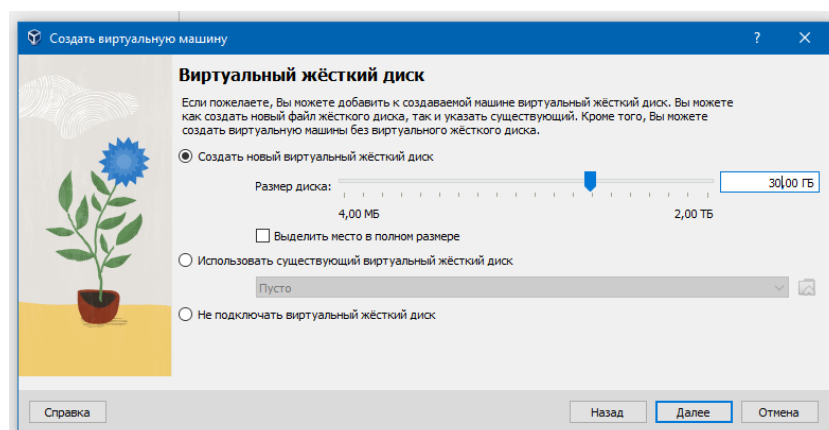 Создать виртуальную машину
Виртуальный жёсткий диск
Если пожелаете, Вы можете добавить к создаваемой машине виртуальный жёсткий диск. Вы можете
как создать новый файл жёсткого диска, так и указать существующий. Кроме того, Вы можете
создать виртуальную машины без виртуального жёсткого диска.
Создать новый виртуальный жёсткий диск
Размер диска:
30,00 ГБ
4,00 МБ
2,00 ТБ
Выделить место в полном размере
Использовать существующий виртуальный жёсткий диск
Пусто
Не подключать виртуальный жёсткий диск
Справка
Назад
Далее
Отмена